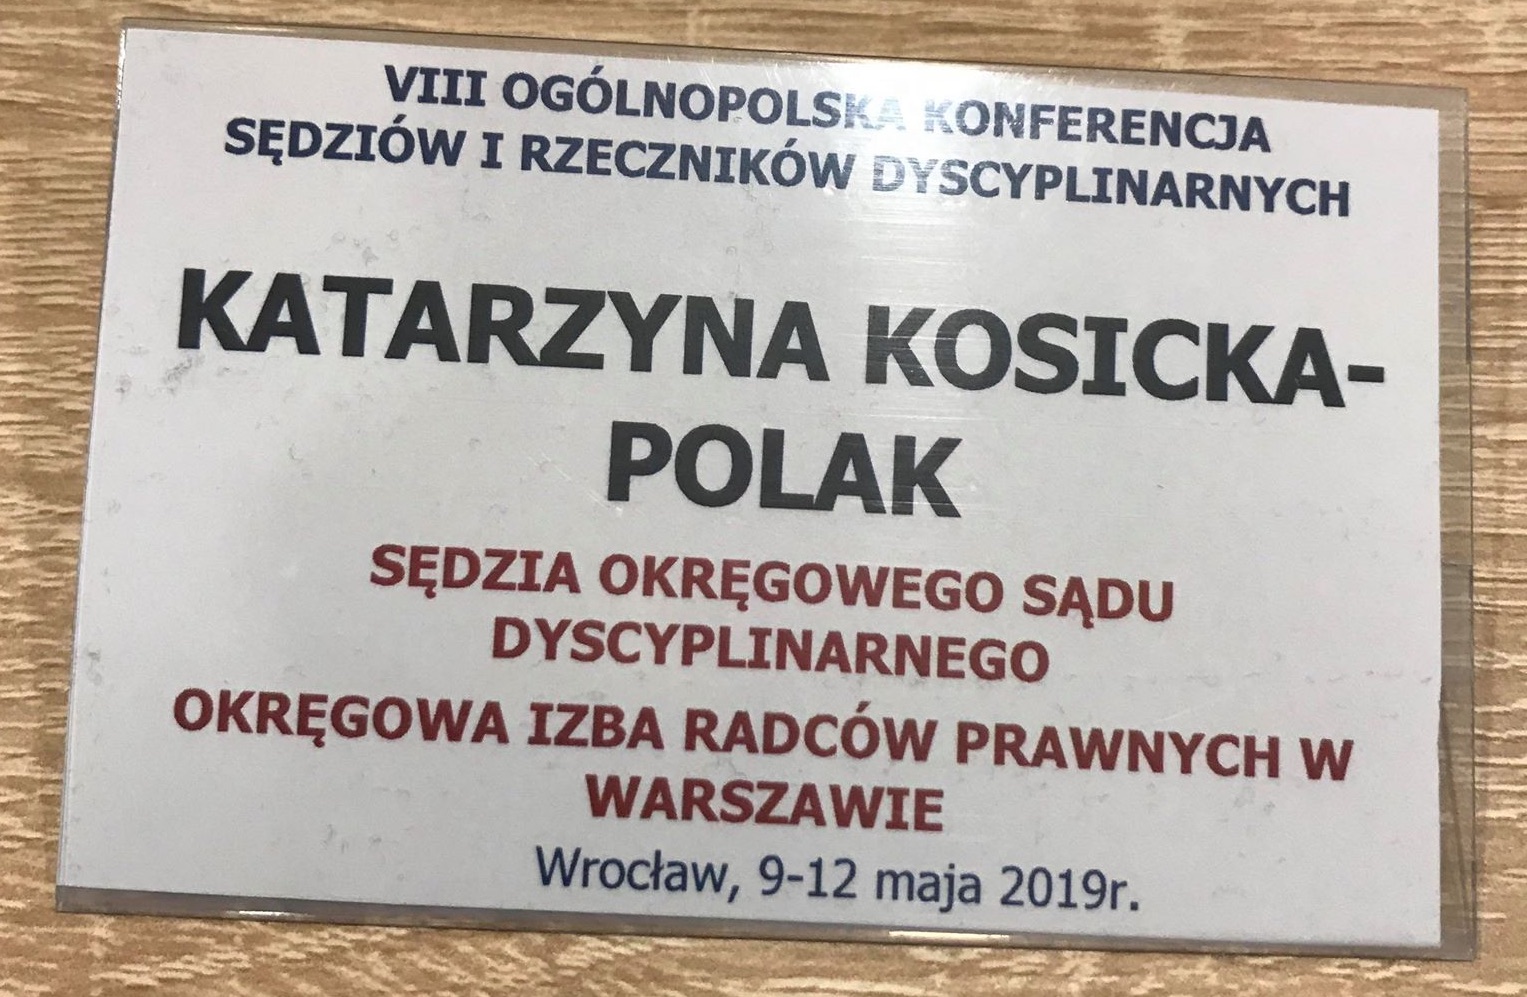 VIII OGÓLNOPOLSKA KONFERENCJA
SĘDZIÓW I RZECZNIKÓW DYSCYPLINARNYCH
KATARZYNA KOSICKA-
POLAK
SĘDZIA OKRĘGOWEGO SĄDU
DYSCYPLINARNEGO
OKRĘGOWA IZBA RADCÓW PRAWNYCH W
WARSZAWIE
Wrocław, 9-12 maja 2019r.